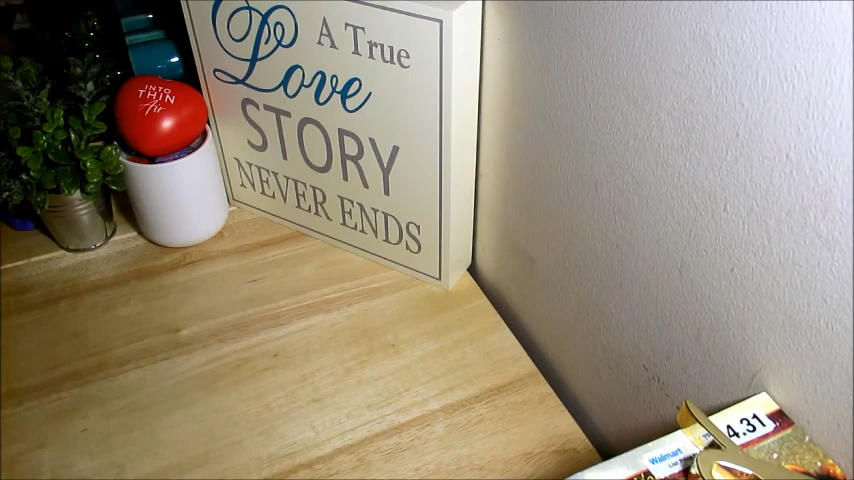 A True
Love
STORY
NEVER ENDS
INTO
THIN
Air
Walmart
4.31